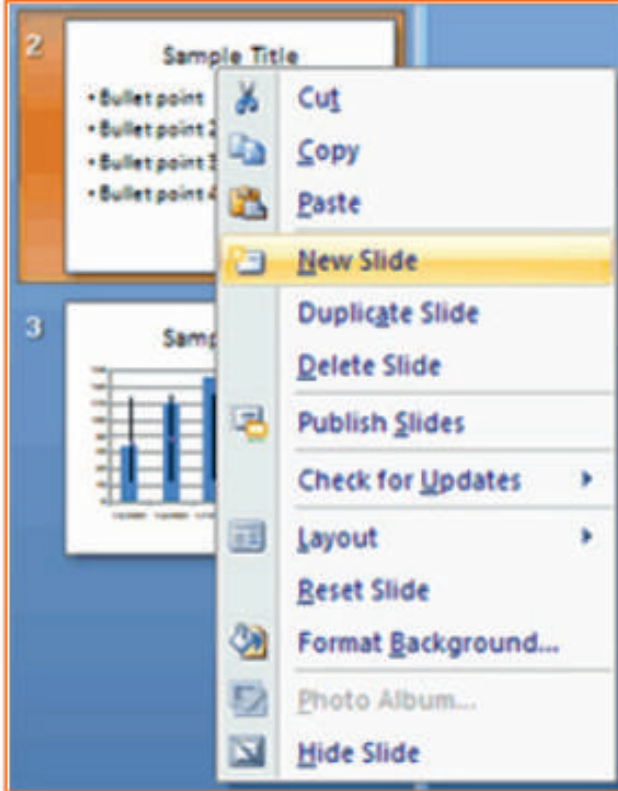 2
Sample Title
• Bullet point
• Bullet point 2
• Bullet point 3
• Bullet point 4
3
Cut
Copy
Paste
New Slide
Duplicate Slide
Delete Slide
Publish Slides
Check for Updates
Layout
Reset Slide
Format Background...
Photo Album...
Hide Slide